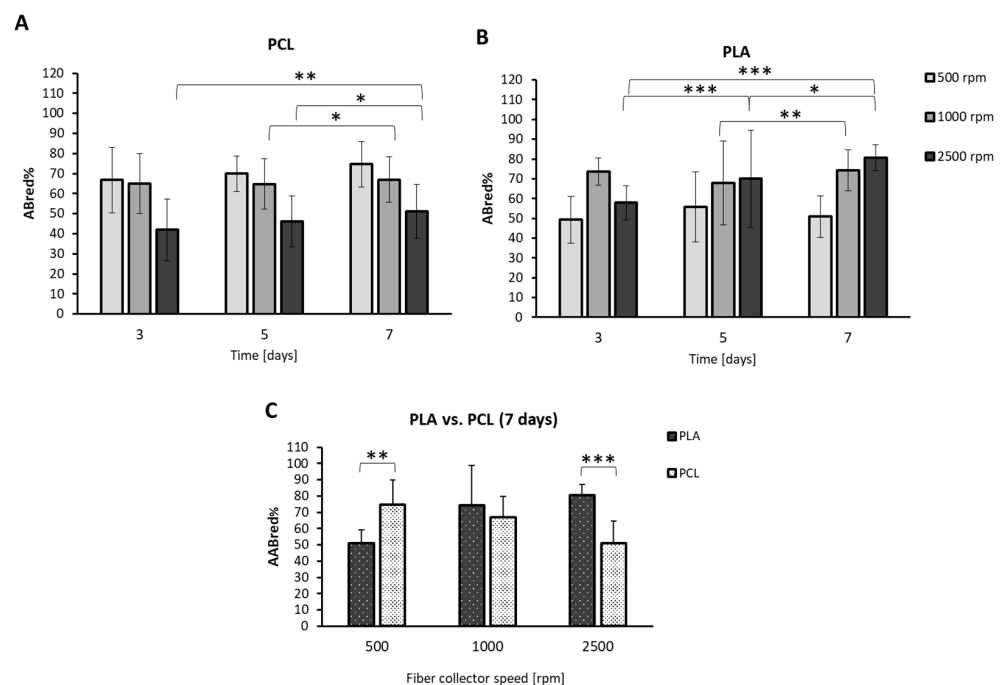 A
PCL
**
*
*
120
110
100
90
80
70
60
50
40
30
20
10
0
ABred%
3 5 7
Time [days]
B
PLA
***
*** *
**
120
110
100
90
80
70
60
50
40
30
20
10
0
ABred%
3 5 7
Time [days]
500 rpm
1000 rpm
2500 rpm
C
PLA vs. PCL (7 days)
** ***
110
100
90
80
70
60
50
40
30
20
10
0
AABred%
500 1000 2500
Fiber collector speed [rpm]
PLA
PCL